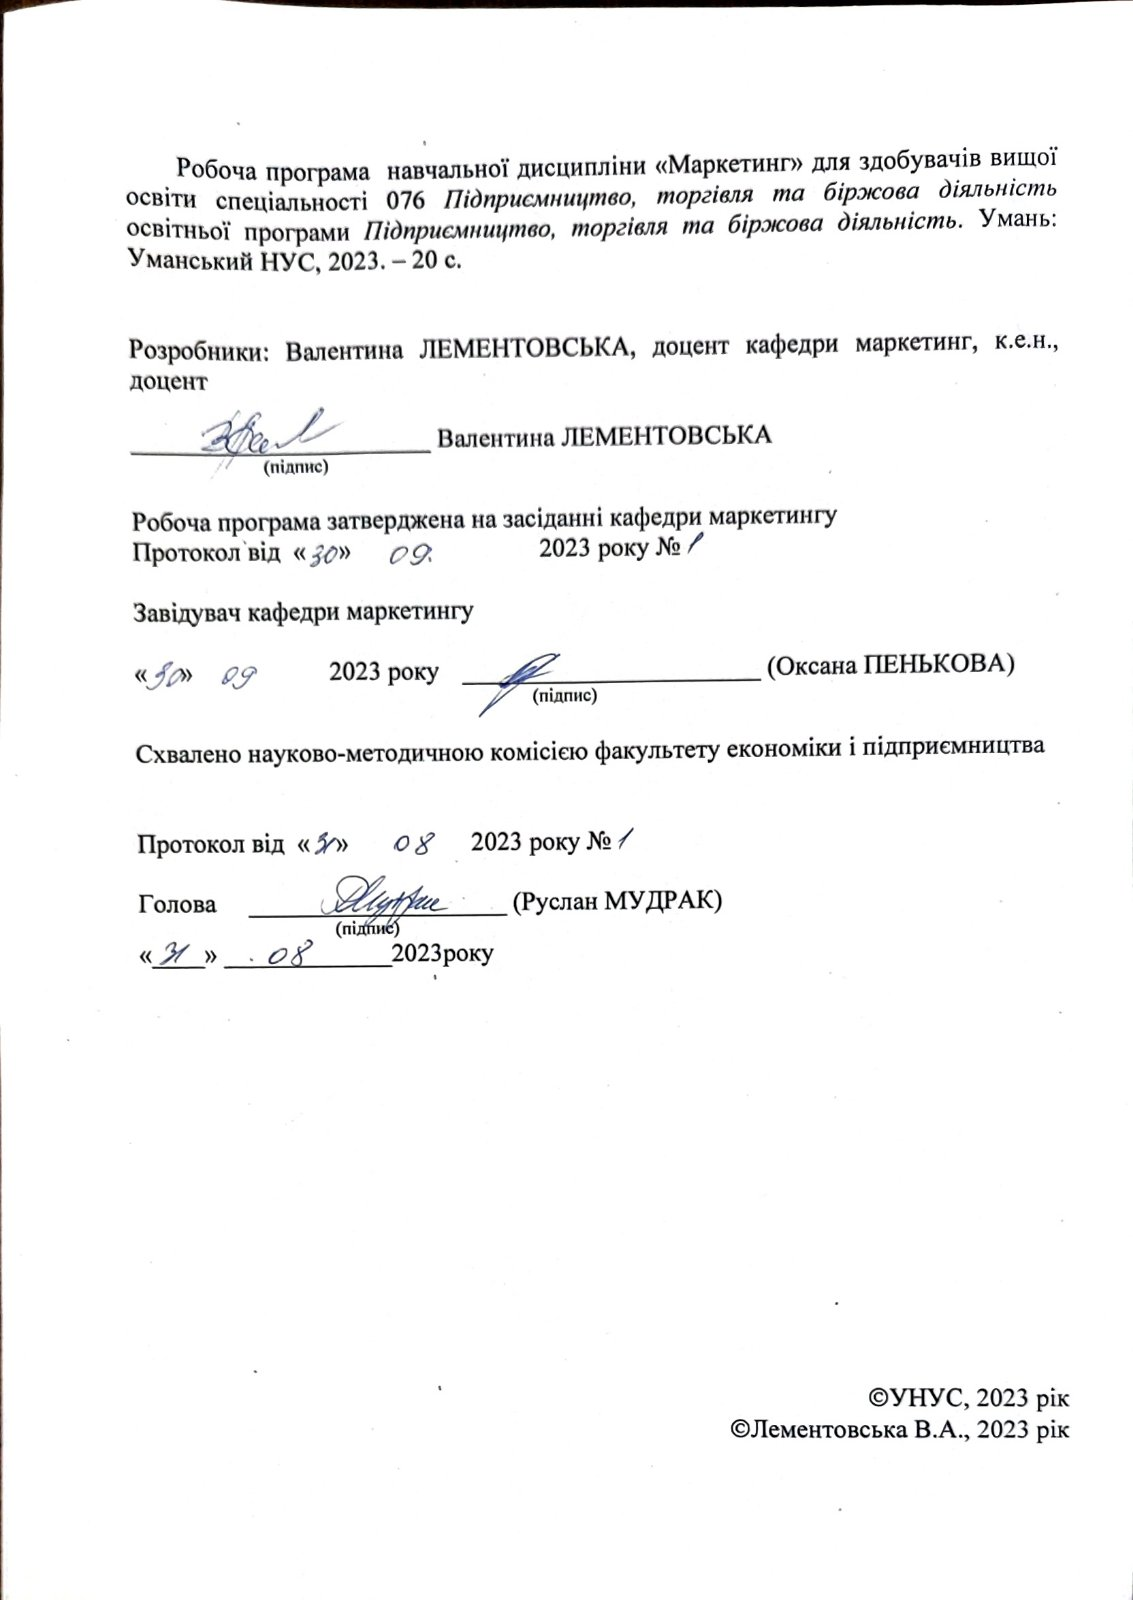 Робоча програма навчальної дисципліни «Маркетинг» для здобувачів вищої
освіти спеціальності 076 Підприємництво, торгівля та біржова діяльність
освітньої програми Підприємництво, торгівля та біржова діяльність. Умань:
Уманський НУС, 2023. – 20 с.
Розробники: Валентина ЛЕМЕНТОВСЬКА, доцент кафедри маркетинг, к.е.н.,
доцент
Валентина ЛЕМЕНТОВСЬКА
(підпис)
Робоча програма затверджена на засіданні кафедри маркетингу
Протокол від «30» 09. 2023 року № 1
Завідувач кафедри маркетингу
«30» 09 2023 року (Оксана ПЕНЬКОВА)
(підпис)
Схвалено науково-методичною комісією факультету економіки і підприємництва
Протокол від «31» 08 2023 року № 1
Голова (Руслан МУДРАК)
(підпис)
«31» 08 2023року
©УНУС, 2023 рік
©Лементовська В.А., 2023 рік